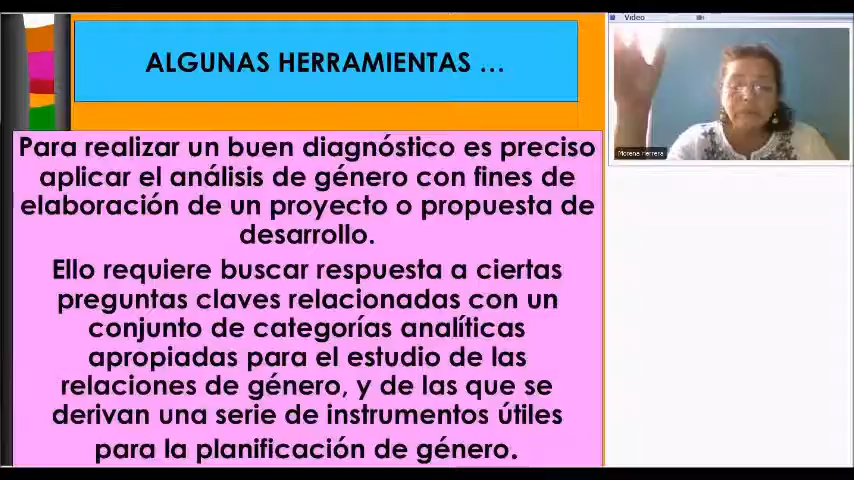 ALGUNAS HERRAMIENTAS ...
Para realizar un buen diagnóstico es preciso
aplicar el análisis de género con fines de
elaboración de un proyecto o propuesta de
desarrollo.
Ello requiere buscar respuesta a ciertas
preguntas claves relacionadas con un
conjunto de categorías analíticas
apropiadas para el estudio de las
relaciones de género, y de las que se
derivan una serie de instrumentos útiles
para la planificación de género.
Video
Morena Herrera